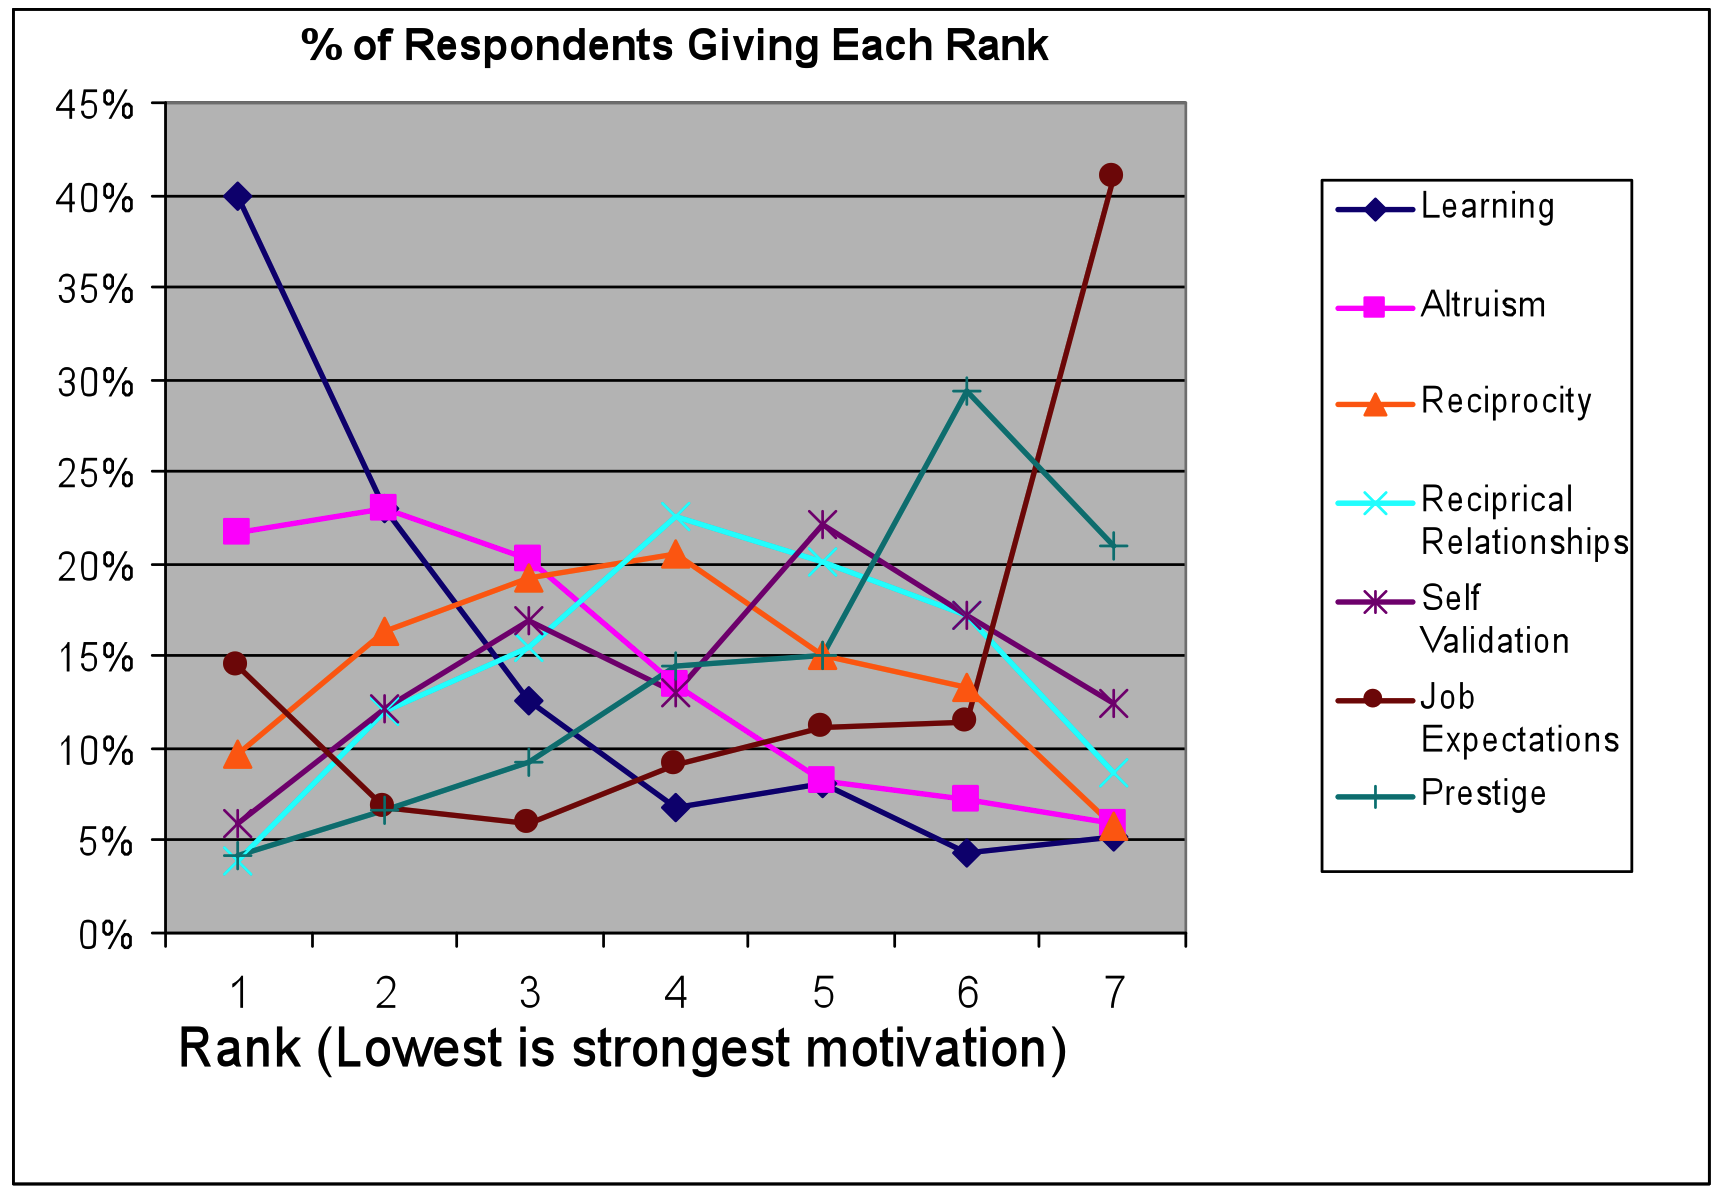 % of Respondents Giving Each Rank
45%
40%
35%
30%
25%
20%
15%
10%
5%
0%
1 2 3 4 5 6 7
Rank (Lowest is strongest motivation)
Learning
Altruism
Reciprocity
Reciprical
Relationships
Self
Validation
Job
Expectations
Prestige